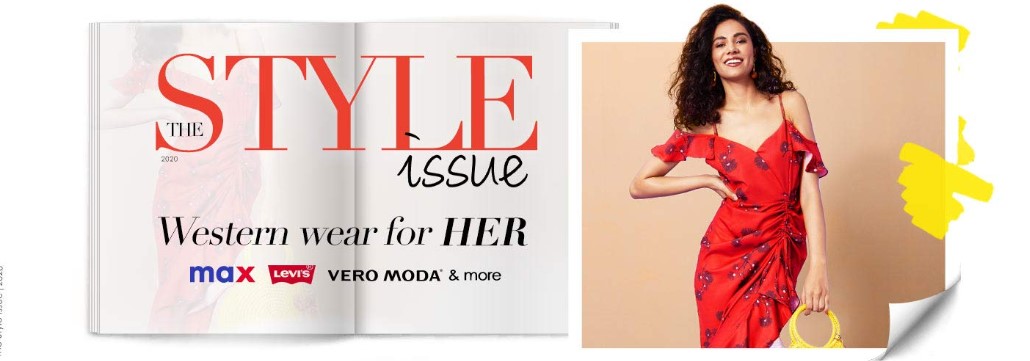 THE STYLE
2020
issue
Western wear for HER
max LEVI'S VERO MODA® & more